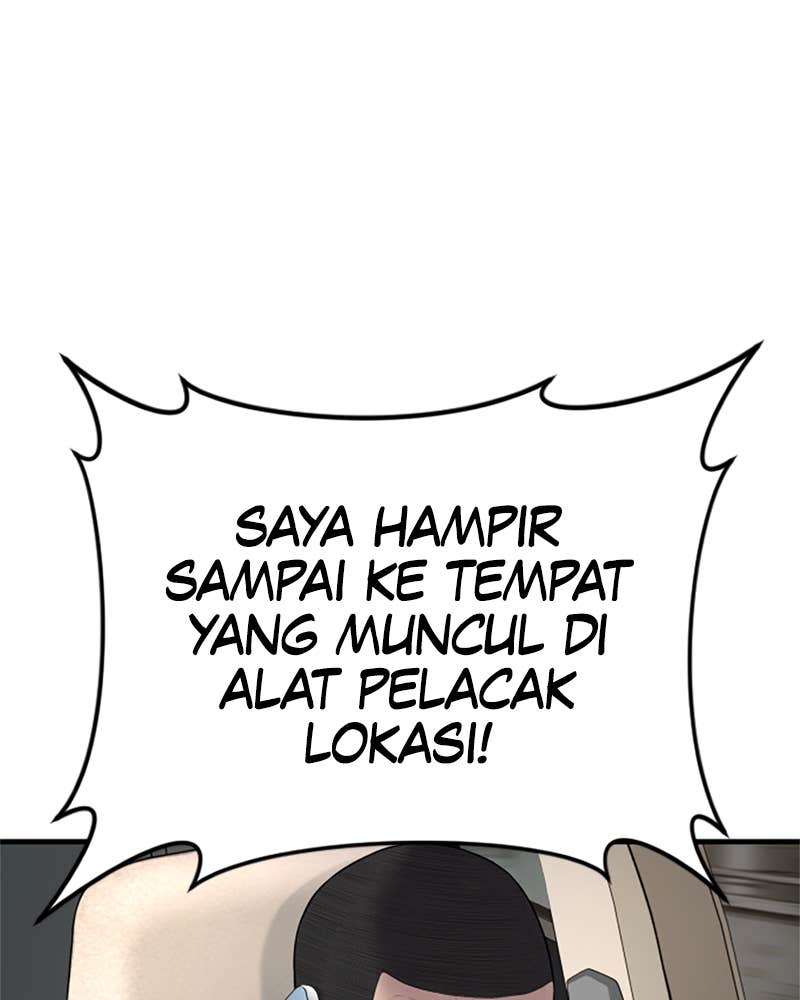 SAYA HAMPIR
SAMPAI KE TEMPAT
YANG MUNCUL DI
ALAT PELACAK
LOKASI!